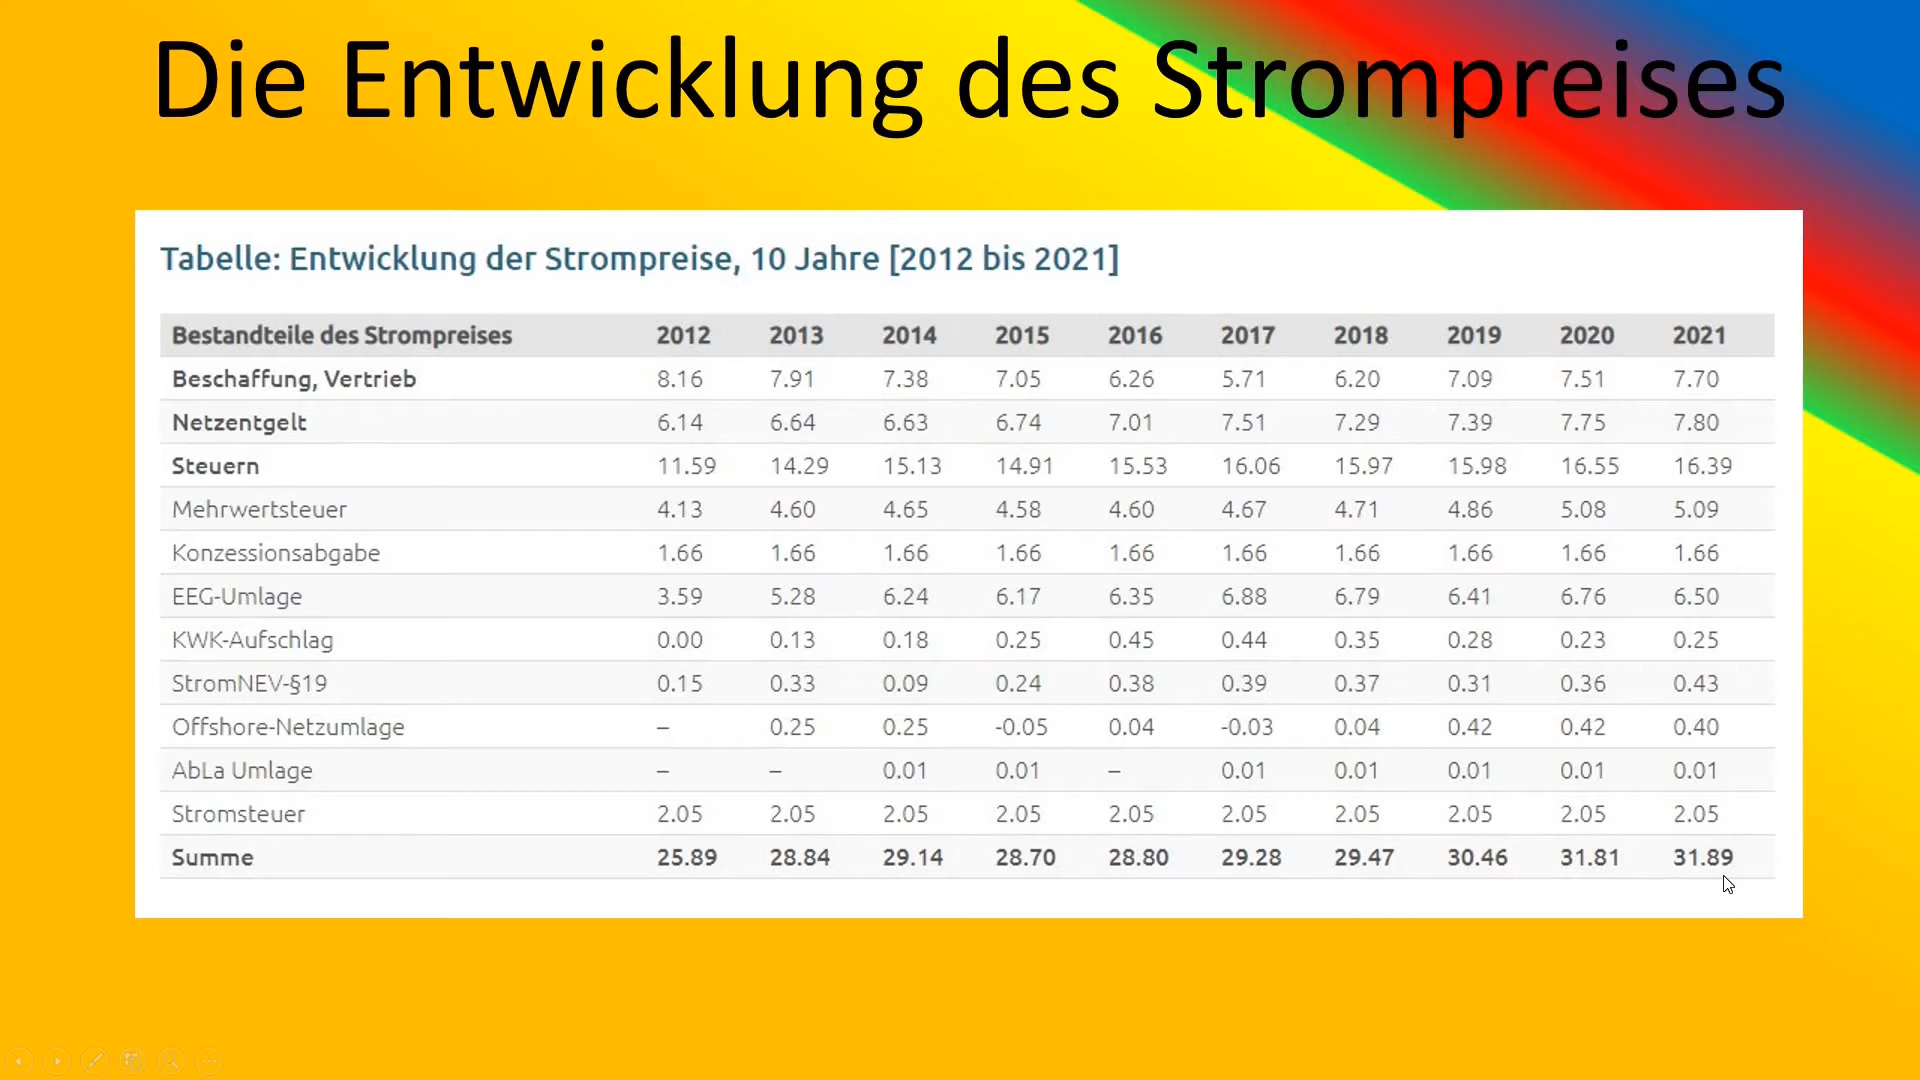 Die Entwicklung des Strompreises
Tabelle: Entwicklung der Strompreise, 10 Jahre [2012 bis 2021]
Bestandteile des Strompreises 2012 2013 2014 2015 2016 2017 2018 2019 2020 2021
Beschaffung, Vertrieb 8.16 7.91 7.38 7.05 6.26 5.71 6.20 7.09 7.51 7.70
Netzentgelt 6.14 6.64 6.63 6.74 7.01 7.51 7.29 7.39 7.75 7.80
Steuern 11.59 14.29 15.13 14.91 15.53 16.06 15.97 15.98 16.55 16.39
Mehrwertsteuer 4.13 4.60 4.65 4.58 4.60 4.67 4.71 4.86 5.08 5.09
Konzessionsabgabe 1.66 1.66 1.66 1.66 1.66 1.66 1.66 1.66 1.66 1.66
EEG-Umlage 3.59 5.28 6.24 6.17 6.35 6.88 6.79 6.41 6.76 6.50
KWK-Aufschlag 0.00 0.13 0.18 0.25 0.45 0.44 0.35 0.28 0.23 0.25
StromNEV-§19 0.15 0.33 0.09 0.24 0.38 0.39 0.37 0.31 0.36 0.43
Offshore-Netzumlage – 0.25 0.25 -0.05 0.04 -0.03 0.04 0.42 0.42 0.40
AbLa Umlage – – 0.01 0.01 – 0.01 0.01 0.01 0.01 0.01
Stromsteuer 2.05 2.05 2.05 2.05 2.05 2.05 2.05 2.05 2.05 2.05
Summe 25.89 28.84 29.14 28.70 28.80 29.28 29.47 30.46 31.81 31.89